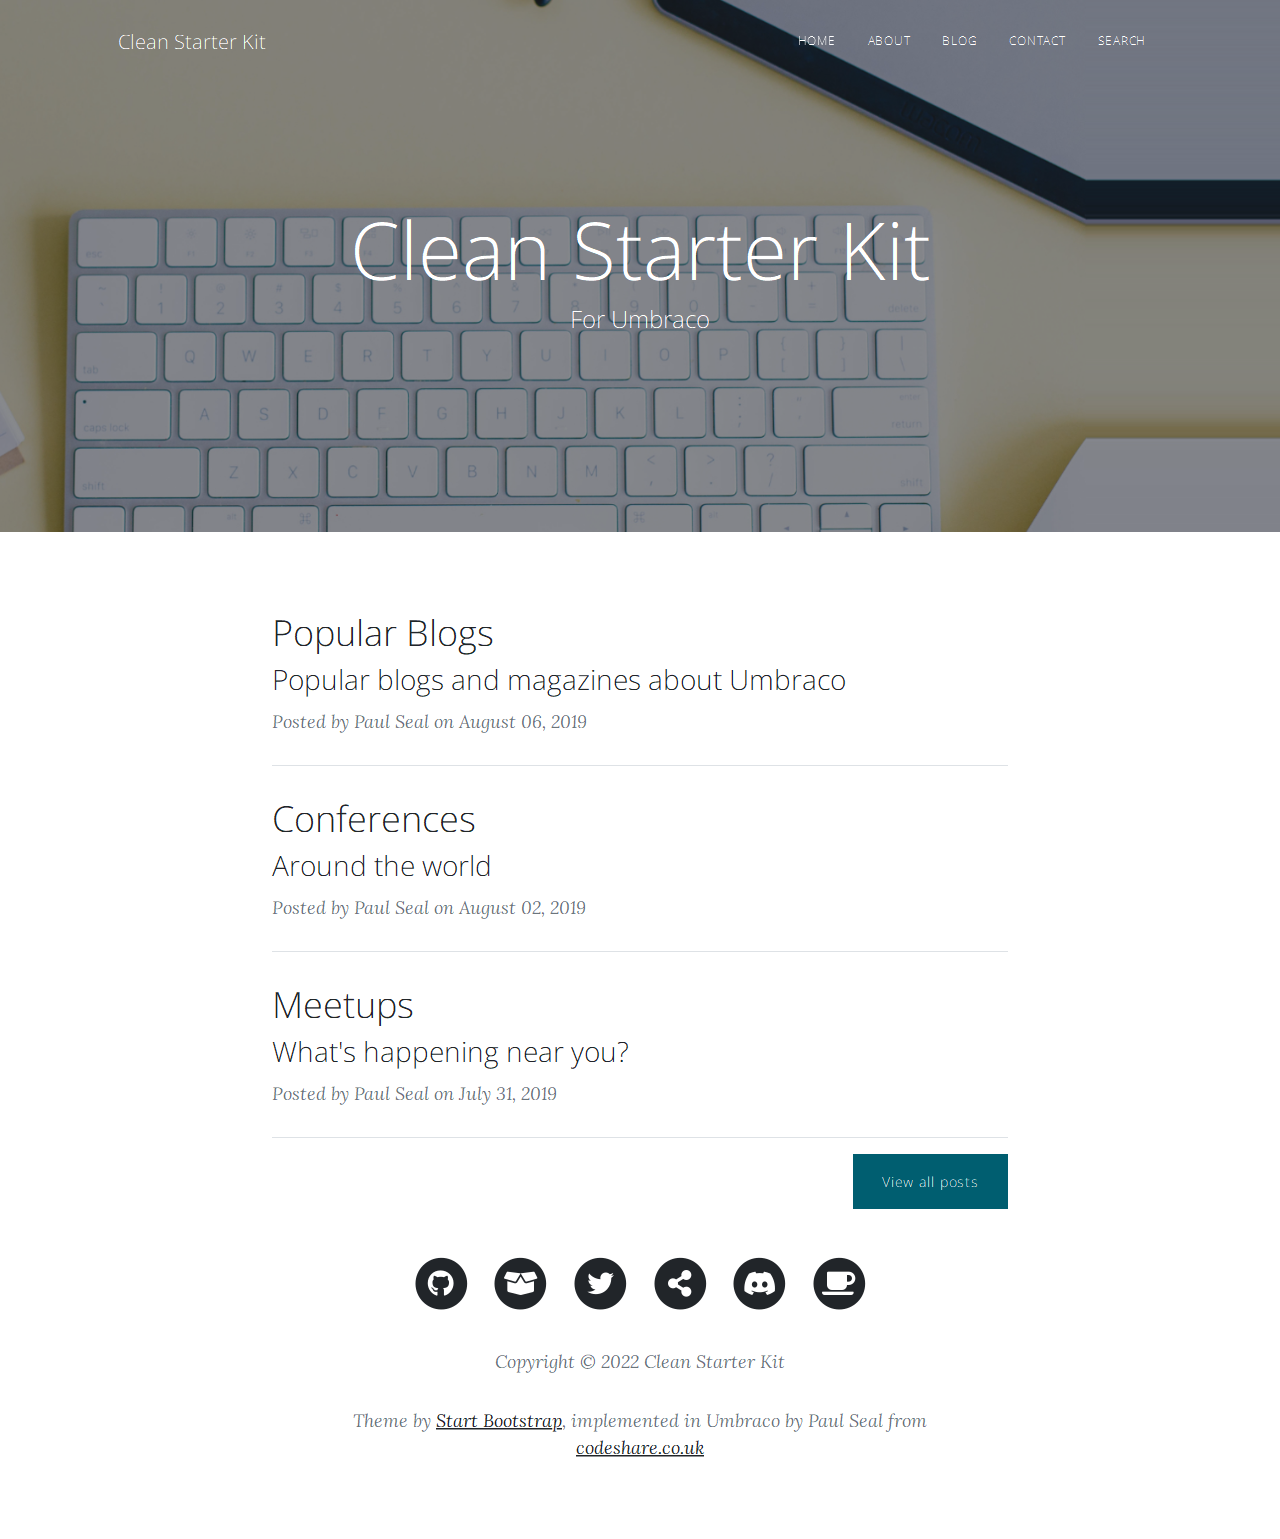 Clean Starter Kit
HOME ABOUT BLOG CONTACT SEARCH
Clean Starter Kit
For Umbraco
Popular Blogs
Popular blogs and magazines about Umbraco
Posted by Paul Seal on August 06, 2019
Conferences
Around the world
Posted by Paul Seal on August 02, 2019
Meetups
What's happening near you?
Posted by Paul Seal on July 31, 2019
View all posts
Copyright © 2022 Clean Starter Kit
Theme by Start Bootstrap, implemented in Umbraco by Paul Seal from
codeshare.co.uk